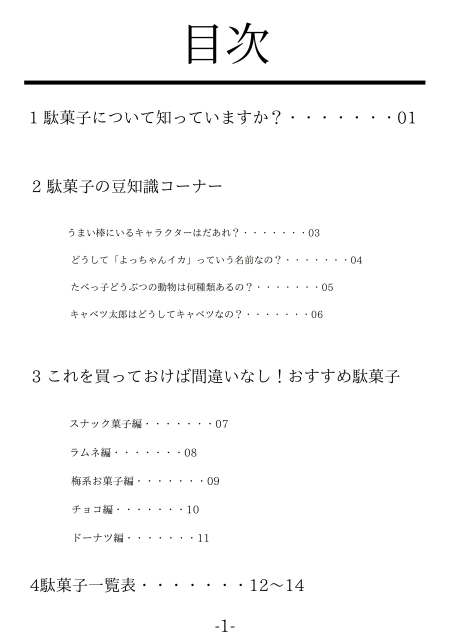 目次
1 駄菓子について知っていますか？・・・・・・・01
2 駄菓子の豆知識コーナー
うまい棒にいるキャラクターはだあれ？・・・・・・・03
どうして「よっちゃんイカ」っていう名前なの？・・・・・・・04
たべっ子どうぶつの動物は何種類あるの？・・・・・・・05
キャベツ太郎はどうしてキャベツなの？・・・・・・・06
3 これを買っておけば間違いなし！おすすめ駄菓子
スナック菓子編・・・・・・・07
ラムネ編・・・・・・・08
梅系お菓子編・・・・・・・09
チョコ編・・・・・・・10
ドーナツ編・・・・・・・11
4駄菓子一覧表・・・・・・・12〜14
-1-